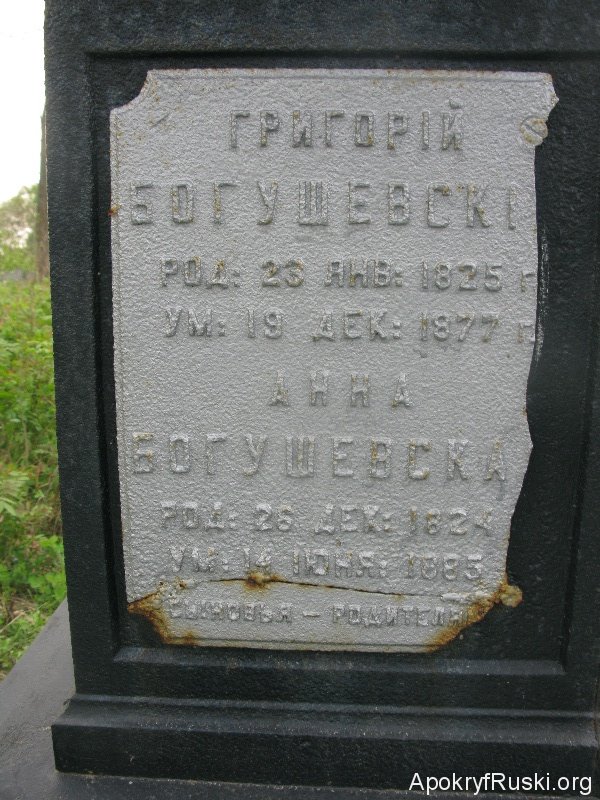 ГРИГОРІЙ
БОГУШЕВСКІ
РОД: 23 ЯНВ: 1825 г
УМ: 19 ДЕК: 1877 г.
АННА
БОГУШЕВСКА
РОД: 26 ДЕК: 1824
УМ: 14 ІЮНЯ: 1885
СЫНОВЬЯ — РОДИТЕЛЯ
ApokryfRuski.org